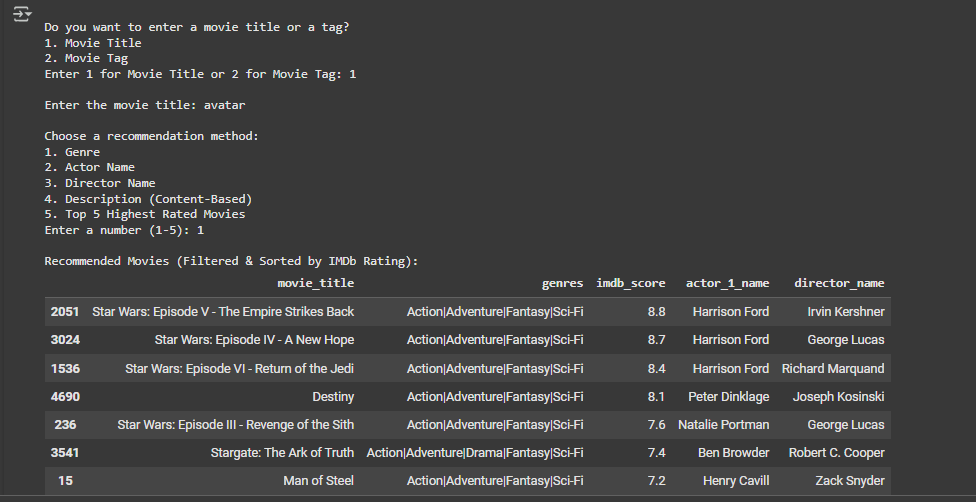 Do you want to enter a movie title or a tag?
1. Movie Title
2. Movie Tag
Enter 1 for Movie Title or 2 for Movie Tag: 1
Enter the movie title: avatar
Choose a recommendation method:
1. Genre
2. Actor Name
3. Director Name
4. Description (Content-Based)
5. Top 5 Highest Rated Movies
Enter a number (1-5): 1
Recommended Movies (Filtered & Sorted by IMDb Rating):
movie_title genres imdb_score actor_1_name director_name
2051 Star Wars: Episode V - The Empire Strikes Back Action|Adventure|Fantasy|Sci-Fi 8.8 Harrison Ford Irvin Kershner
3024 Star Wars: Episode IV - A New Hope Action|Adventure|Fantasy|Sci-Fi 8.7 Harrison Ford George Lucas
1536 Star Wars: Episode VI - Return of the Jedi Action|Adventure|Fantasy|Sci-Fi 8.4 Harrison Ford Richard Marquand
4690 Destiny Action|Adventure|Fantasy|Sci-Fi 8.1 Peter Dinklage Joseph Kosinski
236 Star Wars: Episode III - Revenge of the Sith Action|Adventure|Fantasy|Sci-Fi 7.6 Natalie Portman George Lucas
3541 Stargate: The Ark of Truth Action|Adventure|Drama|Fantasy|Sci-Fi 7.4 Ben Browder Robert C. Cooper
15 Man of Steel Action|Adventure|Fantasy|Sci-Fi 7.2 Henry Cavill Zack Snyder